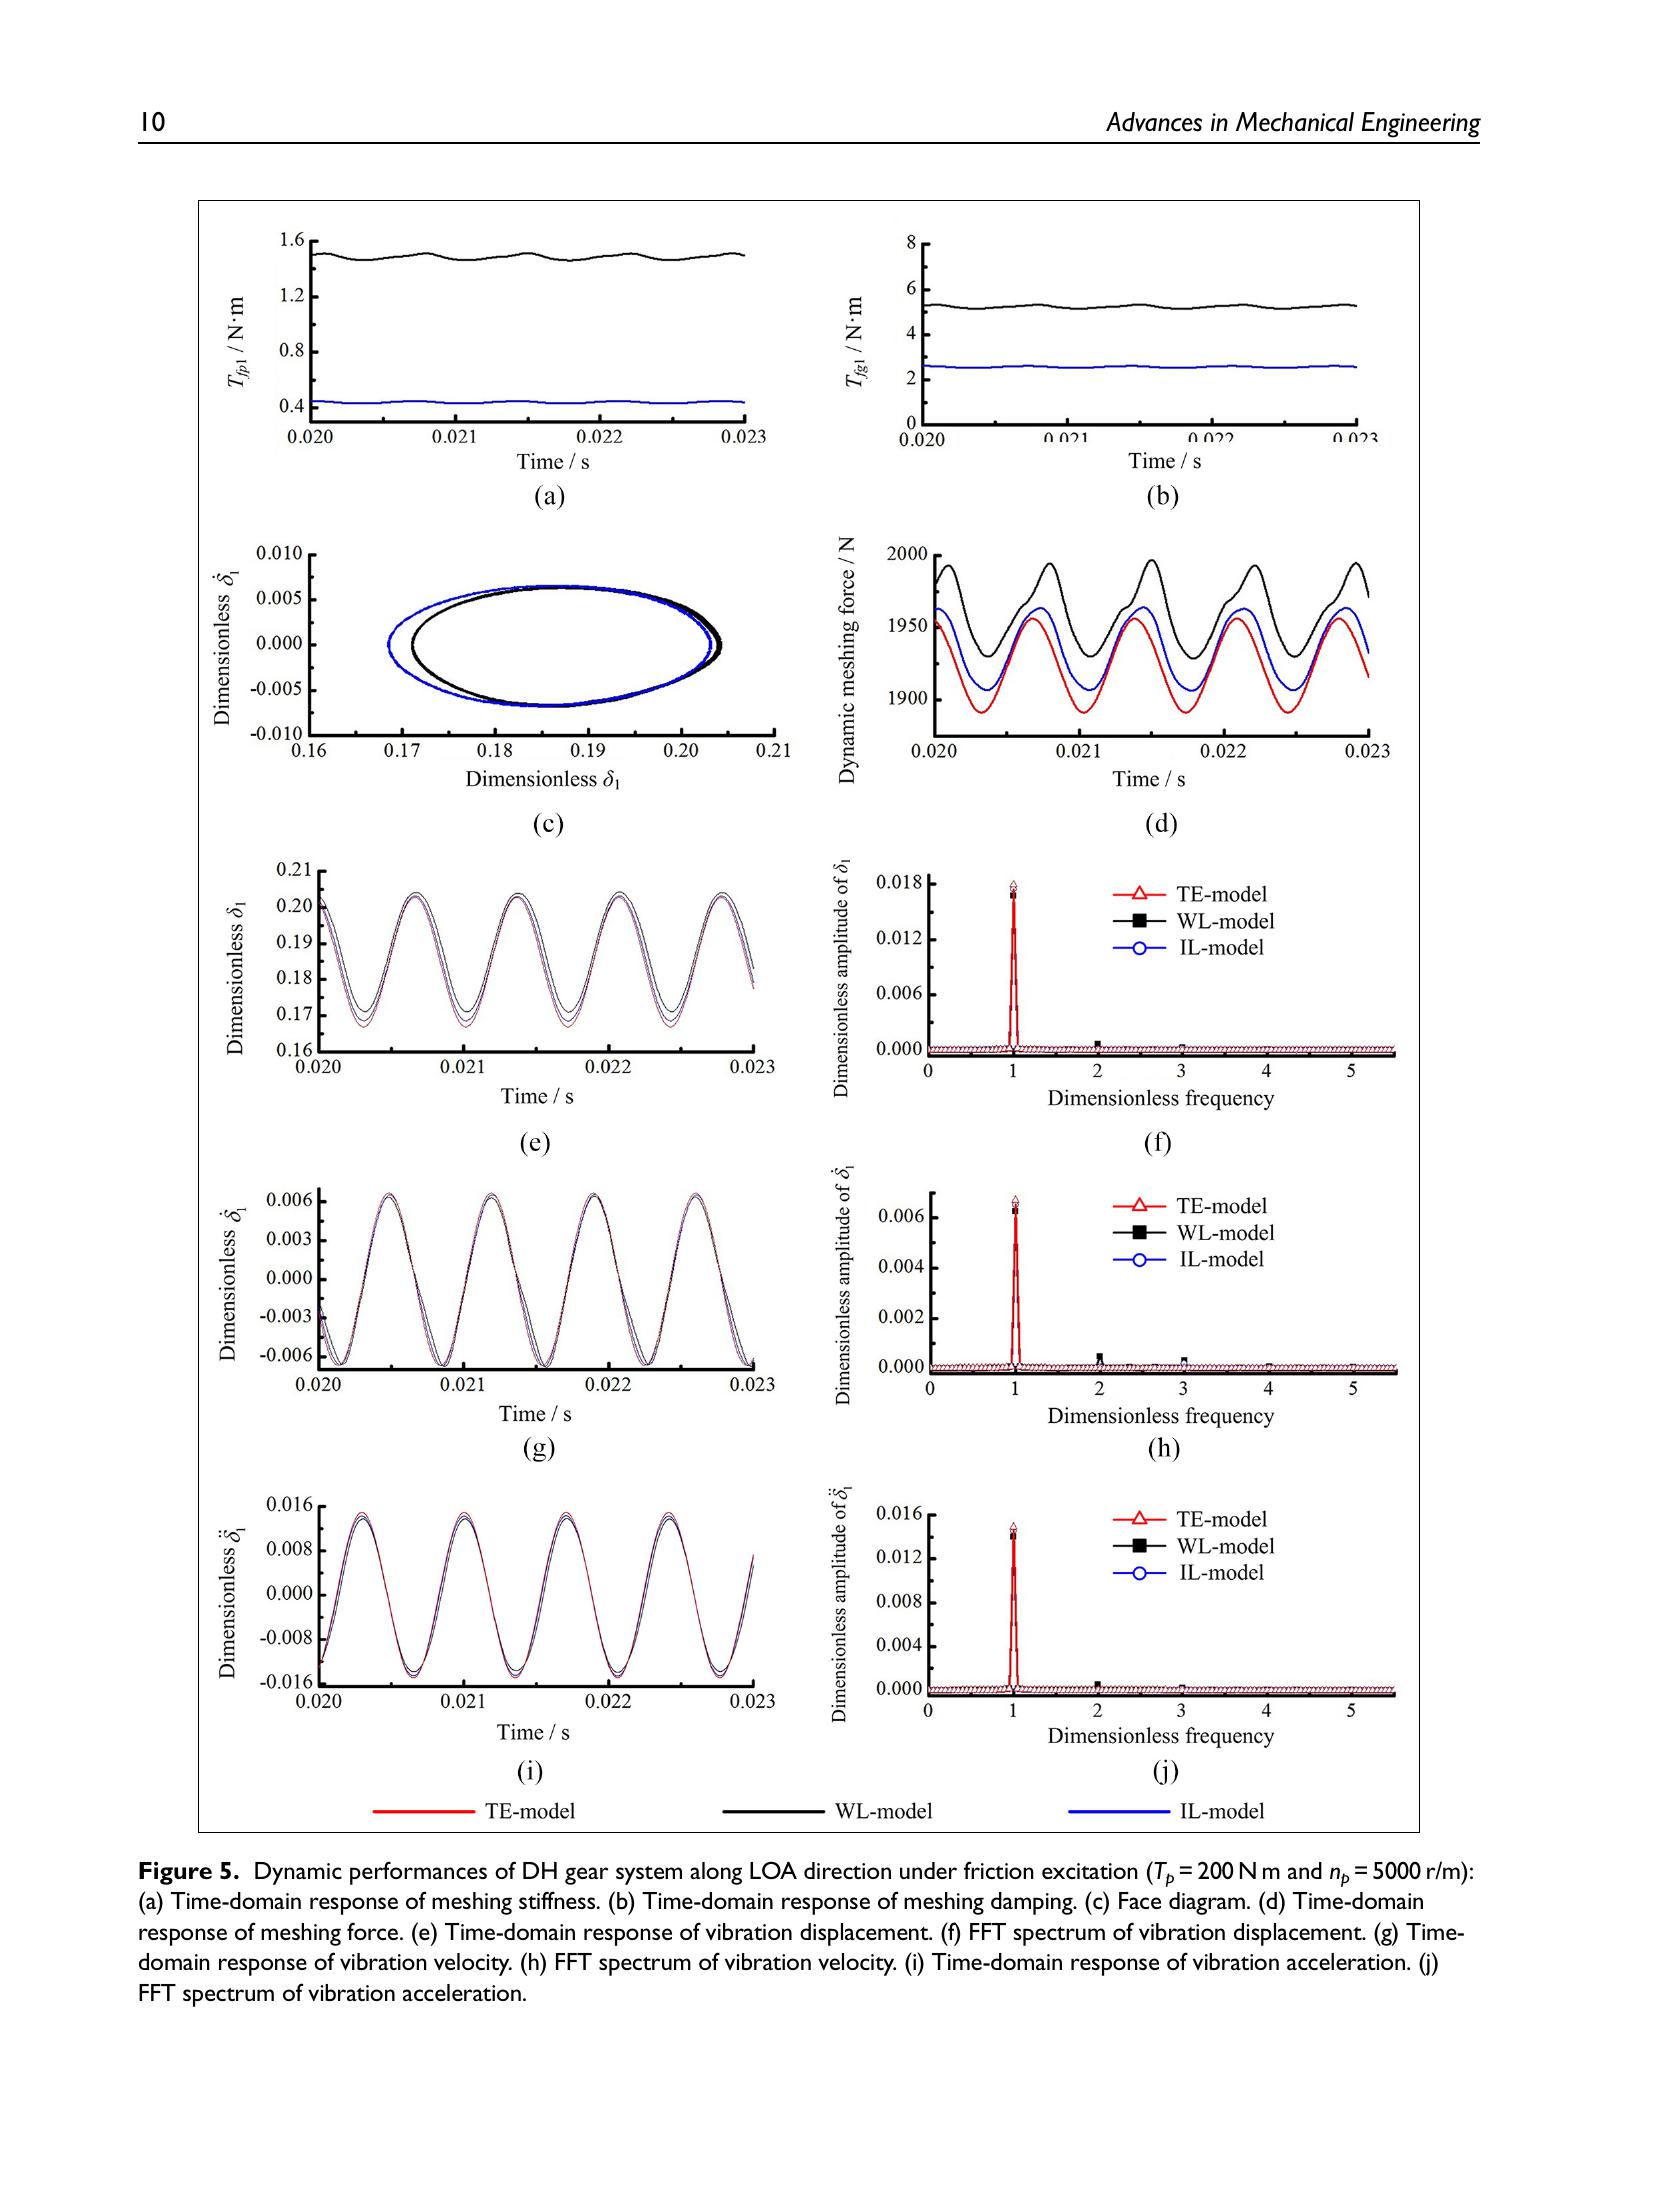 10
Advances in Mechanical Engineering
1.6
1.2
0.8
0.4
T_fp1 / N·m
0.020 0.021 0.022 0.023
Time / s
(a)
8
6
4
2
0
T_fg1 / N·m
0.020 0.021 0.022 0.023
Time / s
(b)
0.010
0.005
0.000
-0.005
-0.010
Dimensionless δ̇₁
0.16 0.17 0.18 0.19 0.20 0.21
Dimensionless δ₁
(c)
2000
1950
1900
Dynamic meshing force / N
0.020 0.021 0.022 0.023
Time / s
(d)
0.21
0.20
0.19
0.18
0.17
0.16
Dimensionless δ₁
0.020 0.021 0.022 0.023
Time / s
(e)
0.018
0.012
0.006
0.000
Dimensionless amplitude of δ₁
TE-model
WL-model
IL-model
0 1 2 3 4 5
Dimensionless frequency
(f)
0.006
0.003
0.000
-0.003
-0.006
Dimensionless δ̇₁
0.020 0.021 0.022 0.023
Time / s
(g)
0.006
0.004
0.002
0.000
Dimensionless amplitude of δ̇₁
TE-model
WL-model
IL-model
0 1 2 3 4 5
Dimensionless frequency
(h)
0.016
0.008
0.000
-0.008
-0.016
Dimensionless δ̈₁
0.020 0.021 0.022 0.023
Time / s
(i)
0.016
0.012
0.008
0.004
0.000
Dimensionless amplitude of δ̈₁
TE-model
WL-model
IL-model
0 1 2 3 4 5
Dimensionless frequency
(j)
TE-model WL-model IL-model
Figure 5. Dynamic performances of DH gear system along LOA direction under friction excitation (T_p = 200 N m and n_p = 5000 r/m):
(a) Time-domain response of meshing stiffness. (b) Time-domain response of meshing damping. (c) Face diagram. (d) Time-domain
response of meshing force. (e) Time-domain response of vibration displacement. (f) FFT spectrum of vibration displacement. (g) Time-
domain response of vibration velocity. (h) FFT spectrum of vibration velocity. (i) Time-domain response of vibration acceleration. (j)
FFT spectrum of vibration acceleration.